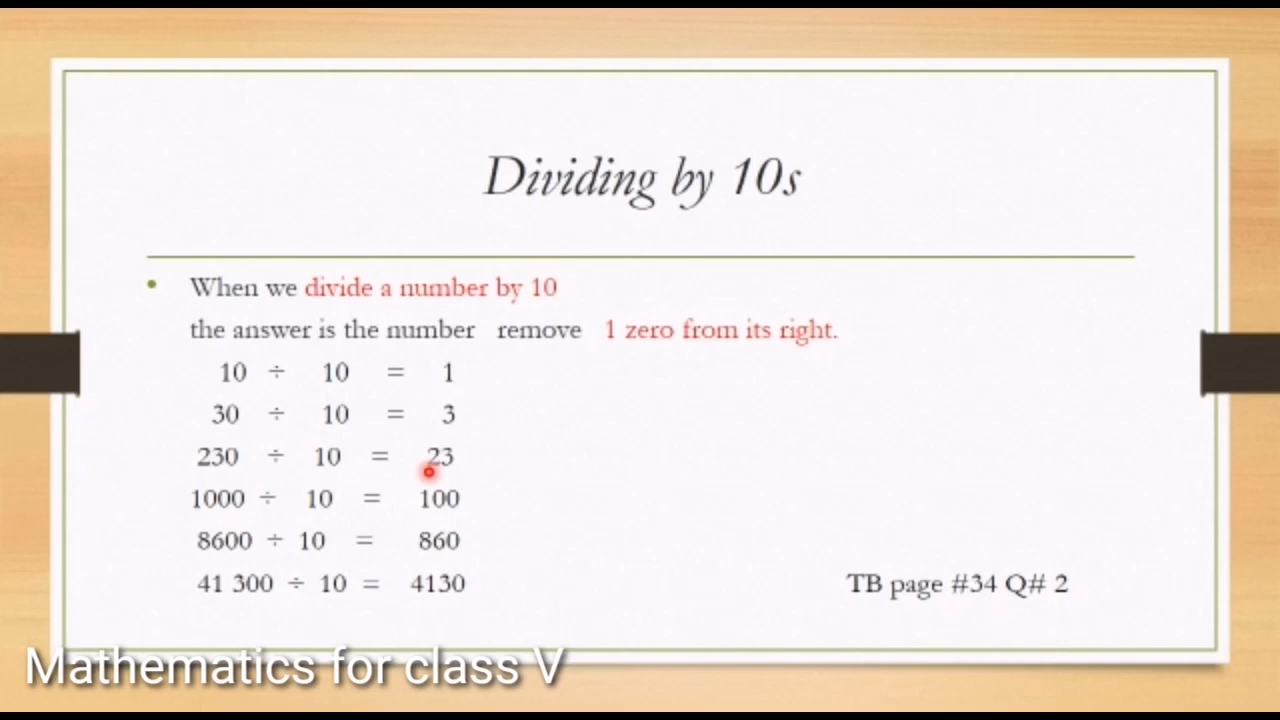 Dividing by 10s
• When we divide a number by 10
the answer is the number remove 1 zero from its right.
10 ÷ 10 = 1
30 ÷ 10 = 3
230 ÷ 10 = 23
1000 ÷ 10 = 100
8600 ÷ 10 = 860
41 300 ÷ 10 = 4130
TB page #34 Q# 2
Mathematics for class V